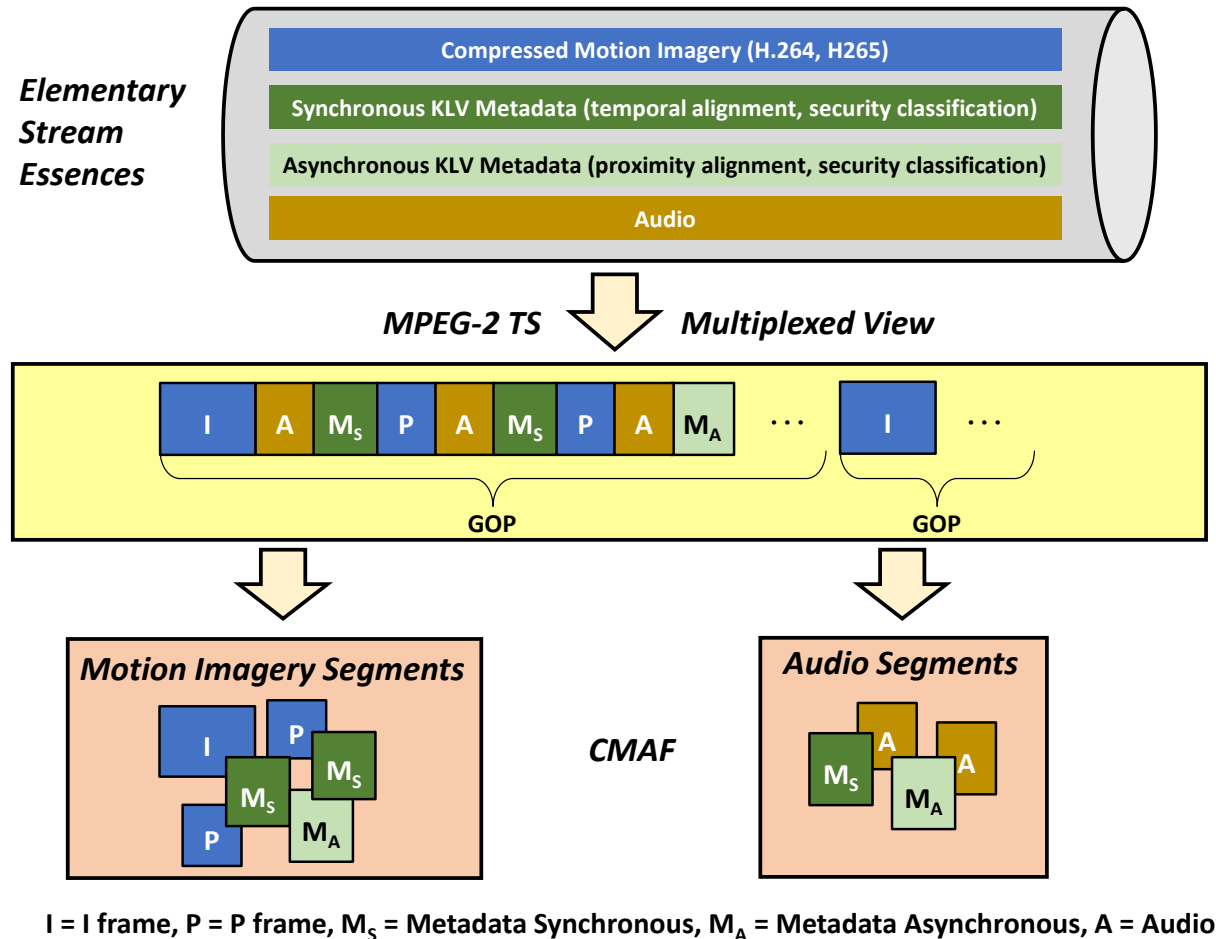 Elementary
Stream
Essences
Compressed Motion Imagery (H.264, H265)
Synchronous KLV Metadata (temporal alignment, security classification)
Asynchronous KLV Metadata (proximity alignment, security classification)
Audio
MPEG-2 TS Multiplexed View
I A MS P A MS P A MA ... I ...
GOP GOP
Motion Imagery Segments
I P MS MS P MA
CMAF
Audio Segments
A A MS MA
I = I frame, P = P frame, MS = Metadata Synchronous, MA = Metadata Asynchronous, A = Audio